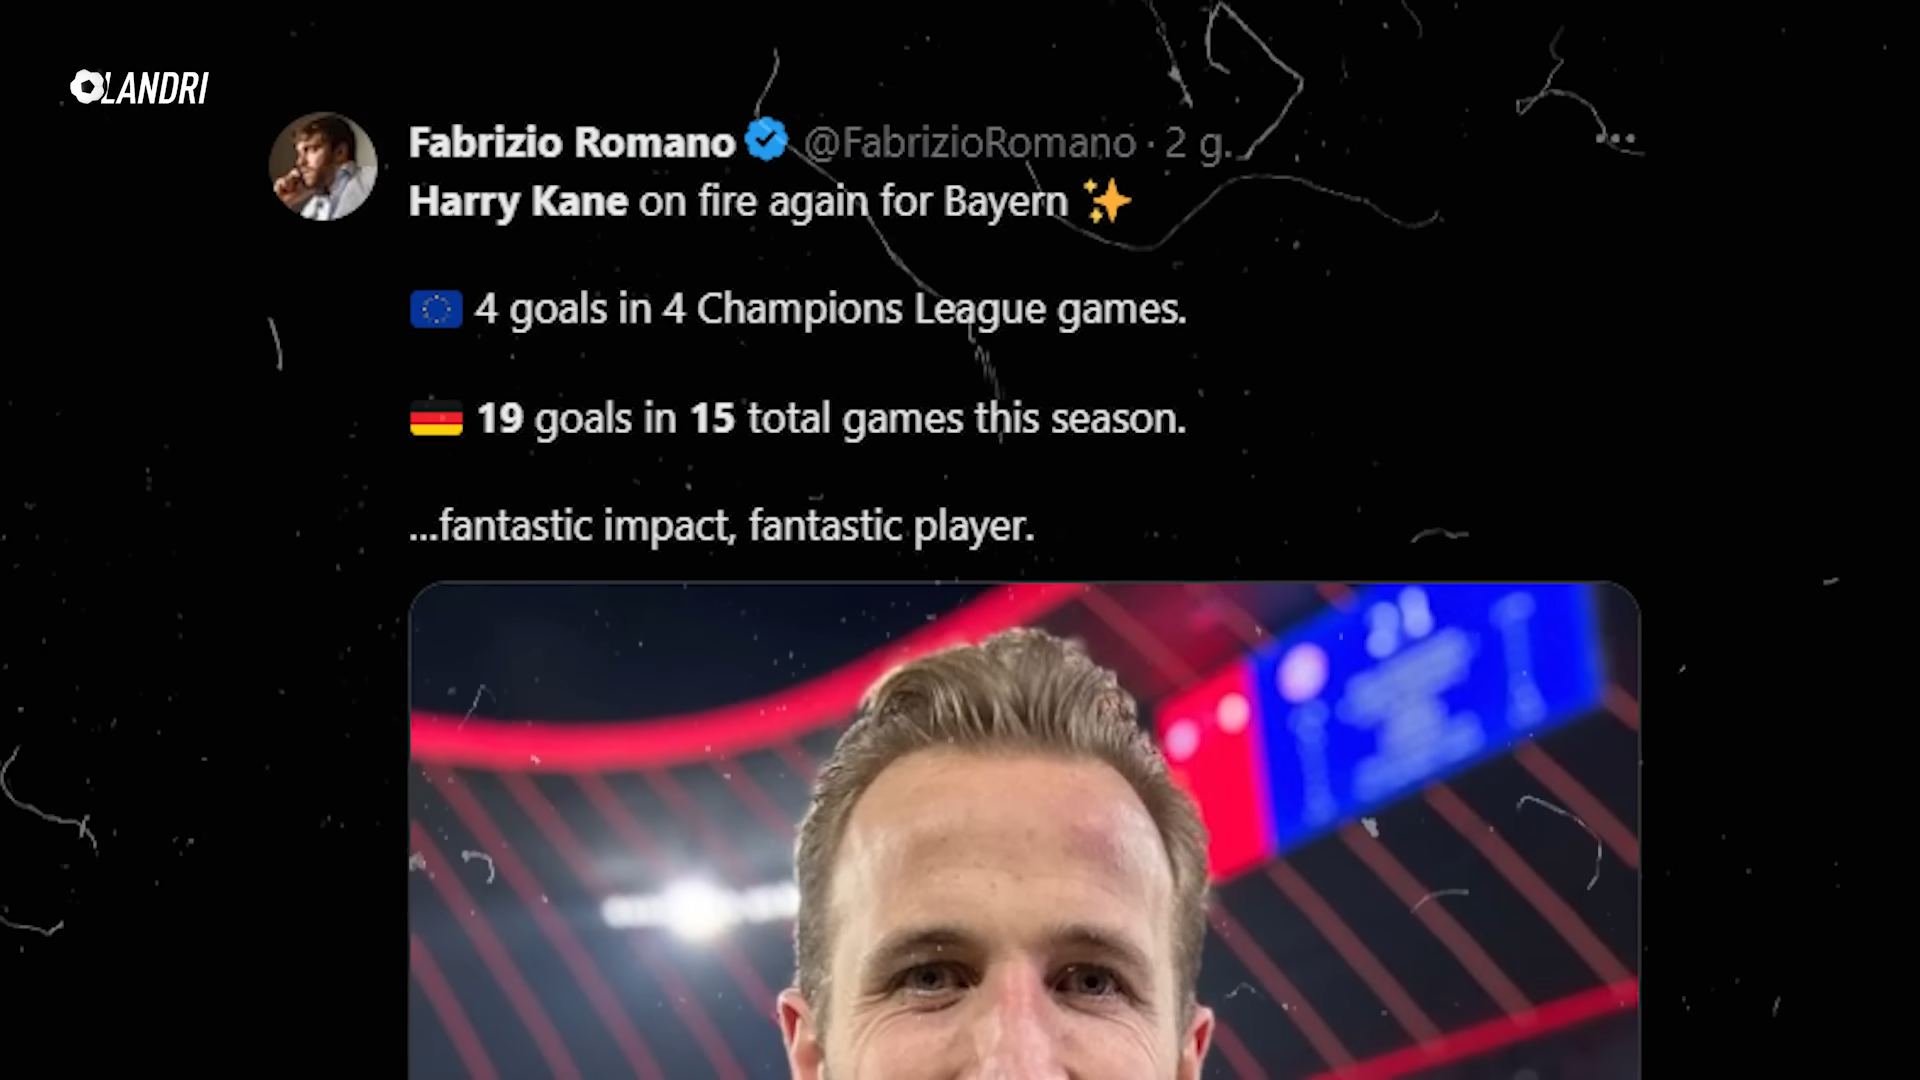 OLANDRI
Fabrizio Romano @FabrizioRomano · 2 g.
Harry Kane on fire again for Bayern ✨
🇪🇺 4 goals in 4 Champions League games.
🇩🇪 19 goals in 15 total games this season.
...fantastic impact, fantastic player.